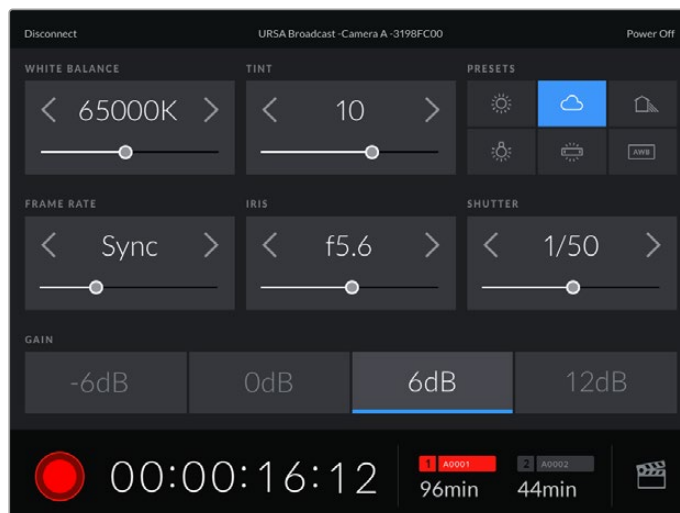 Disconnect URSA Broadcast -Camera A -3198FC00 Power Off
WHITE BALANCE TINT PRESETS
65000K 10
AWB
FRAME RATE IRIS SHUTTER
Sync f5.6 1/50
GAIN
-6dB 0dB 6dB 12dB
00:00:16:12 1 A0001 2 A0002
96min 44min